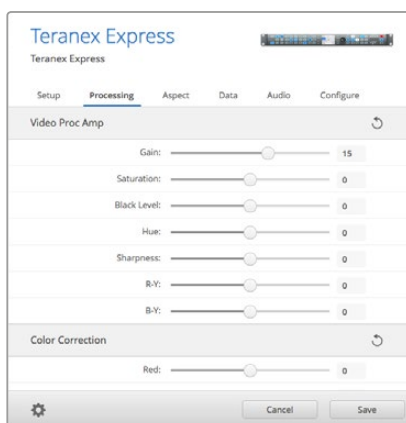 Teranex Express
Teranex Express
Setup Processing Aspect Data Audio Configure
Video Proc Amp
Gain: 15
Saturation: 0
Black Level: 0
Hue: 0
Sharpness: 0
R-Y: 0
B-Y: 0
Color Correction
Red: 0
Cancel Save